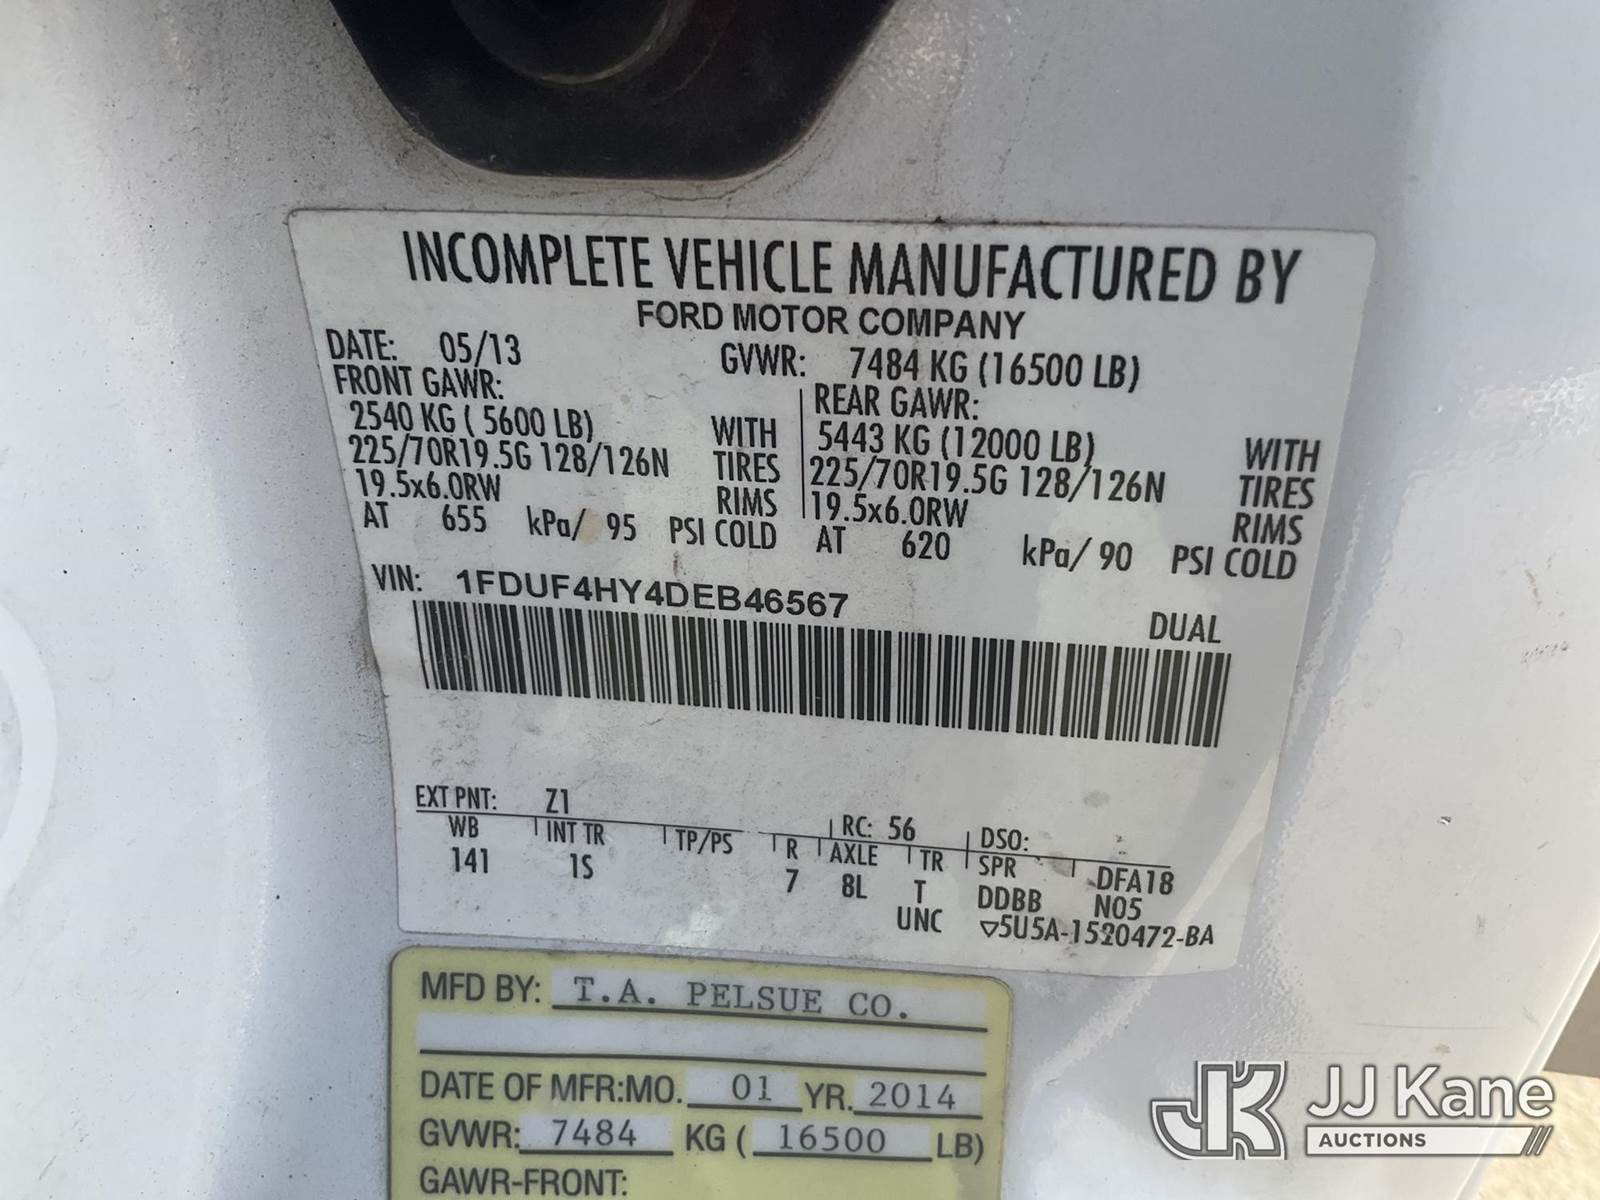 INCOMPLETE VEHICLE MANUFACTURED BY
FORD MOTOR COMPANY
DATE: 05/13 GVWR: 7484 KG (16500 LB)
FRONT GAWR: REAR GAWR:
2540 KG ( 5600 LB) WITH 5443 KG (12000 LB) WITH
225/70R19.5G 128/126N TIRES 225/70R19.5G 128/126N TIRES
19.5x6.0RW RIMS 19.5x6.0RW RIMS
AT 655 kPa/ 95 PSI COLD AT 620 kPa/ 90 PSI COLD
VIN: 1FDUF4HY4DEB46567
DUAL
EXT PNT: Z1 RC: 56 DSO:
WB INT TR TP/PS R AXLE TR SPR DFA18
141 1S 7 8L T DDBB N05
UNC ▽5U5A-1520472-BA
MFD BY: T.A. PELSUE CO.
DATE OF MFR:MO. 01 YR. 2014
GVWR: 7484 KG ( 16500 LB)
GAWR-FRONT:
JJ Kane
AUCTIONS